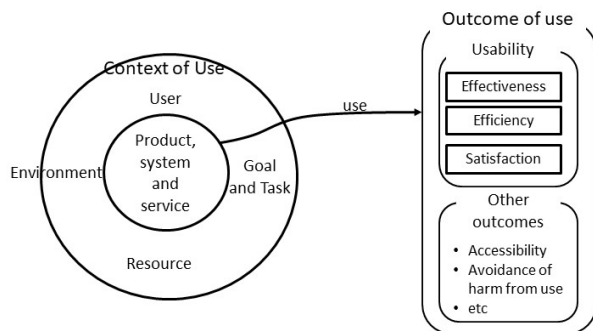 Context of Use
User
Product,
system
and
service
Environment
Goal
and Task
Resource
use
Outcome of use
Usability
Effectiveness
Efficiency
Satisfaction
Other
outcomes
• Accessibility
• Avoidance of
harm from use
• etc